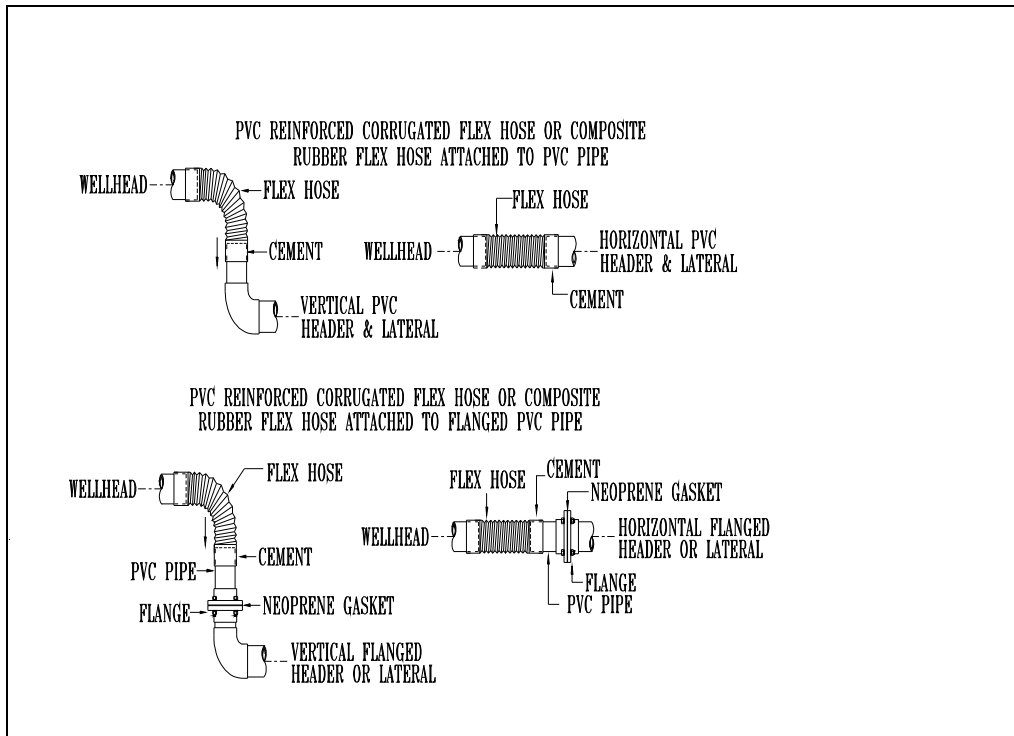 PVC REINFORCED CORRUGATED FLEX HOSE OR COMPOSITE
RUBBER FLEX HOSE ATTACHED TO PVC PIPE
WELLHEAD
FLEX HOSE
CEMENT
VERTICAL PVC
HEADER & LATERAL
FLEX HOSE
WELLHEAD
HORIZONTAL PVC
HEADER & LATERAL
CEMENT
PVC REINFORCED CORRUGATED FLEX HOSE OR COMPOSITE
RUBBER FLEX HOSE ATTACHED TO FLANGED PVC PIPE
WELLHEAD
FLEX HOSE
CEMENT
PVC PIPE
FLANGE
NEOPRENE GASKET
VERTICAL FLANGED
HEADER OR LATERAL
FLEX HOSE
CEMENT
NEOPRENE GASKET
WELLHEAD
HORIZONTAL FLANGED
HEADER OR LATERAL
FLANGE
PVC PIPE